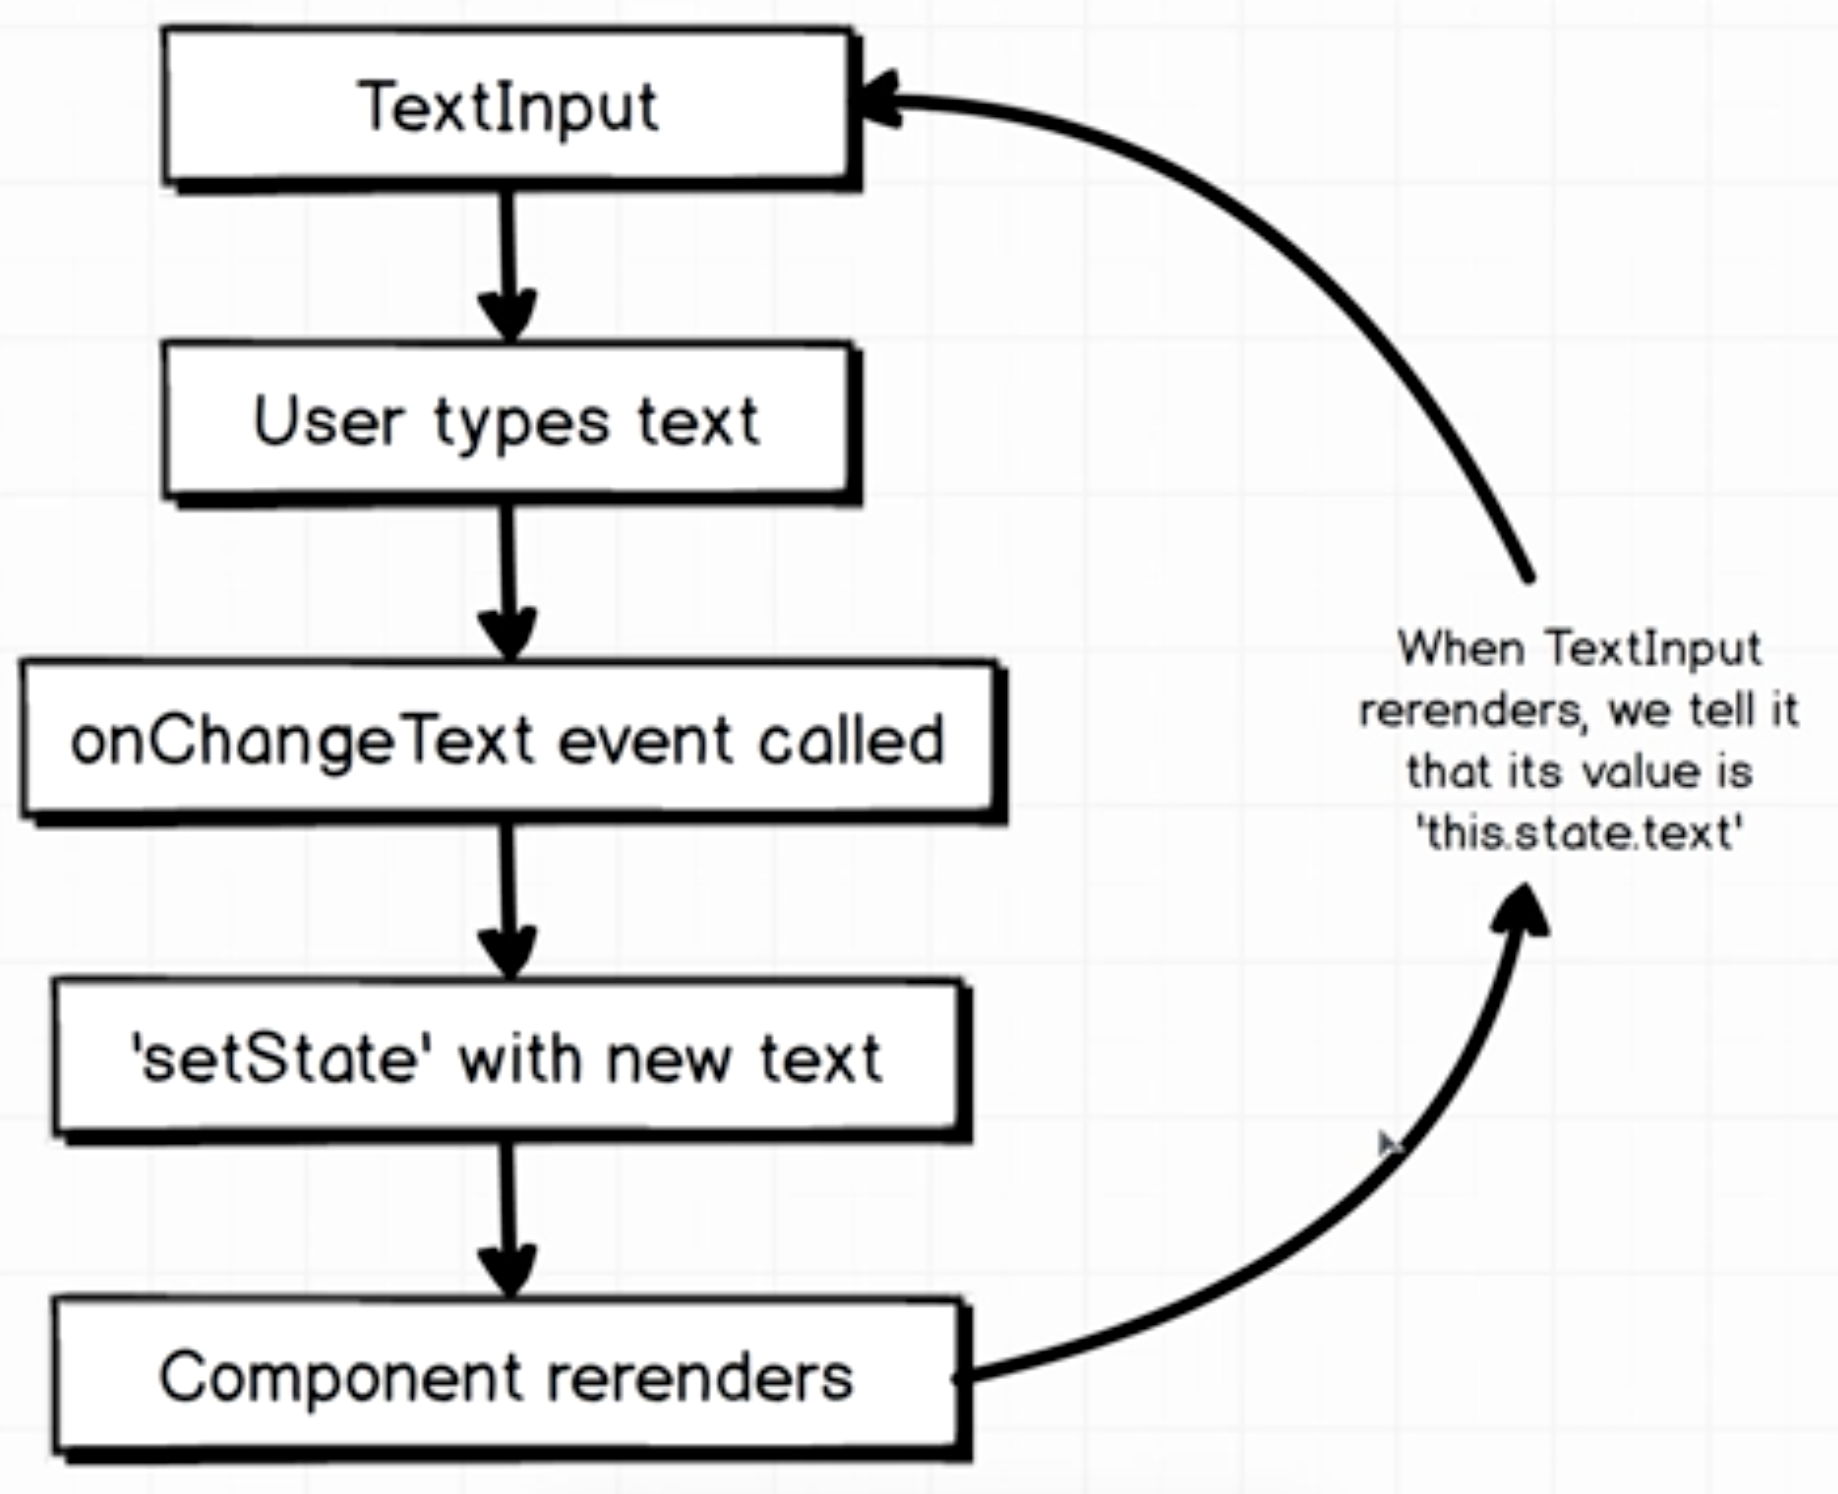 TextInput
User types text
onChangeText event called
'setState' with new text
Component rerenders
When TextInput
rerenders, we tell it
that its value is
'this.state.text'